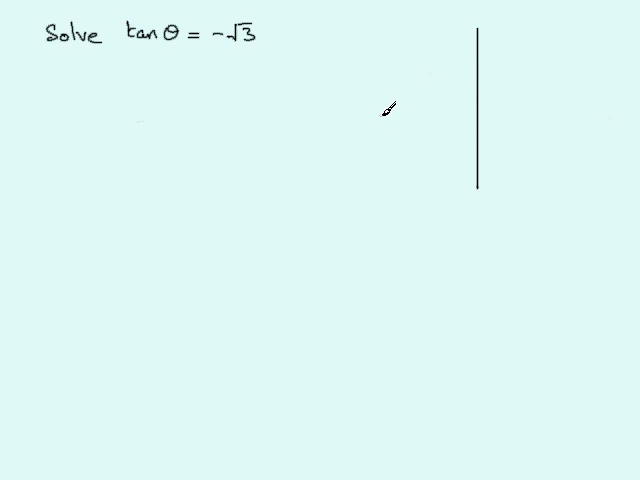 Solve tan θ = -√3